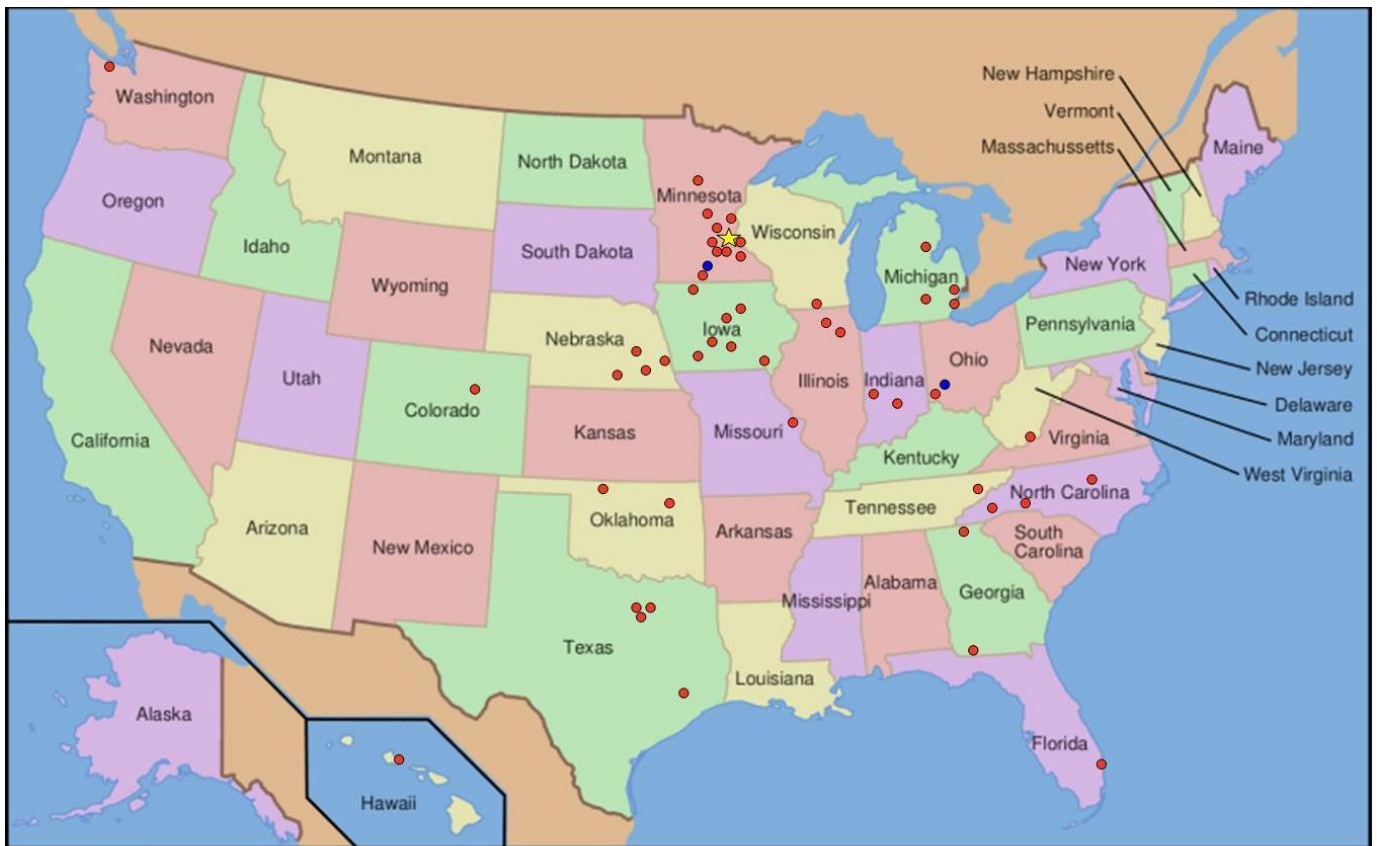 New Hampshire
Vermont
Massachussetts
Washington
Maine
Montana
North Dakota
Minnesota
Oregon
Wisconsin
Idaho
South Dakota
New York
Michigan
Wyoming
Rhode Island
Pennsylvania
Iowa
Connecticut
Nebraska
Nevada
Ohio
New Jersey
Utah
Illinois
Indiana
Colorado
Delaware
Kansas
Missouri
California
Virginia
Maryland
Kentucky
West Virginia
North Carolina
Tennessee
Oklahoma
Arizona
Arkansas
South
Carolina
New Mexico
Alabama
Georgia
Mississippi
Texas
Louisiana
Alaska
Florida
Hawaii